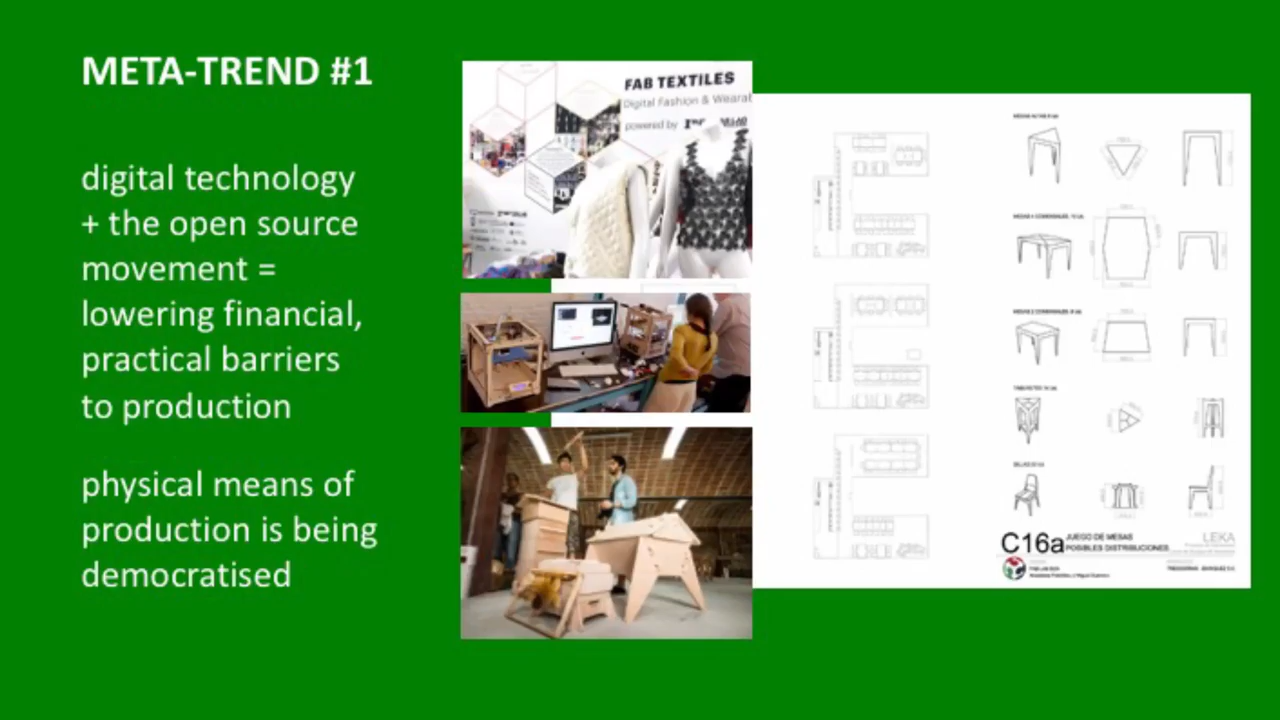 META-TREND #1
digital technology
+ the open source
movement =
lowering financial,
practical barriers
to production
physical means of
production is being
democratised
FAB TEXTILES
Digital Fashion & Wearab
powered by
C16a
JUEGO DE MESAS
POSIBLES DISTRIBUCIONES
LEKA